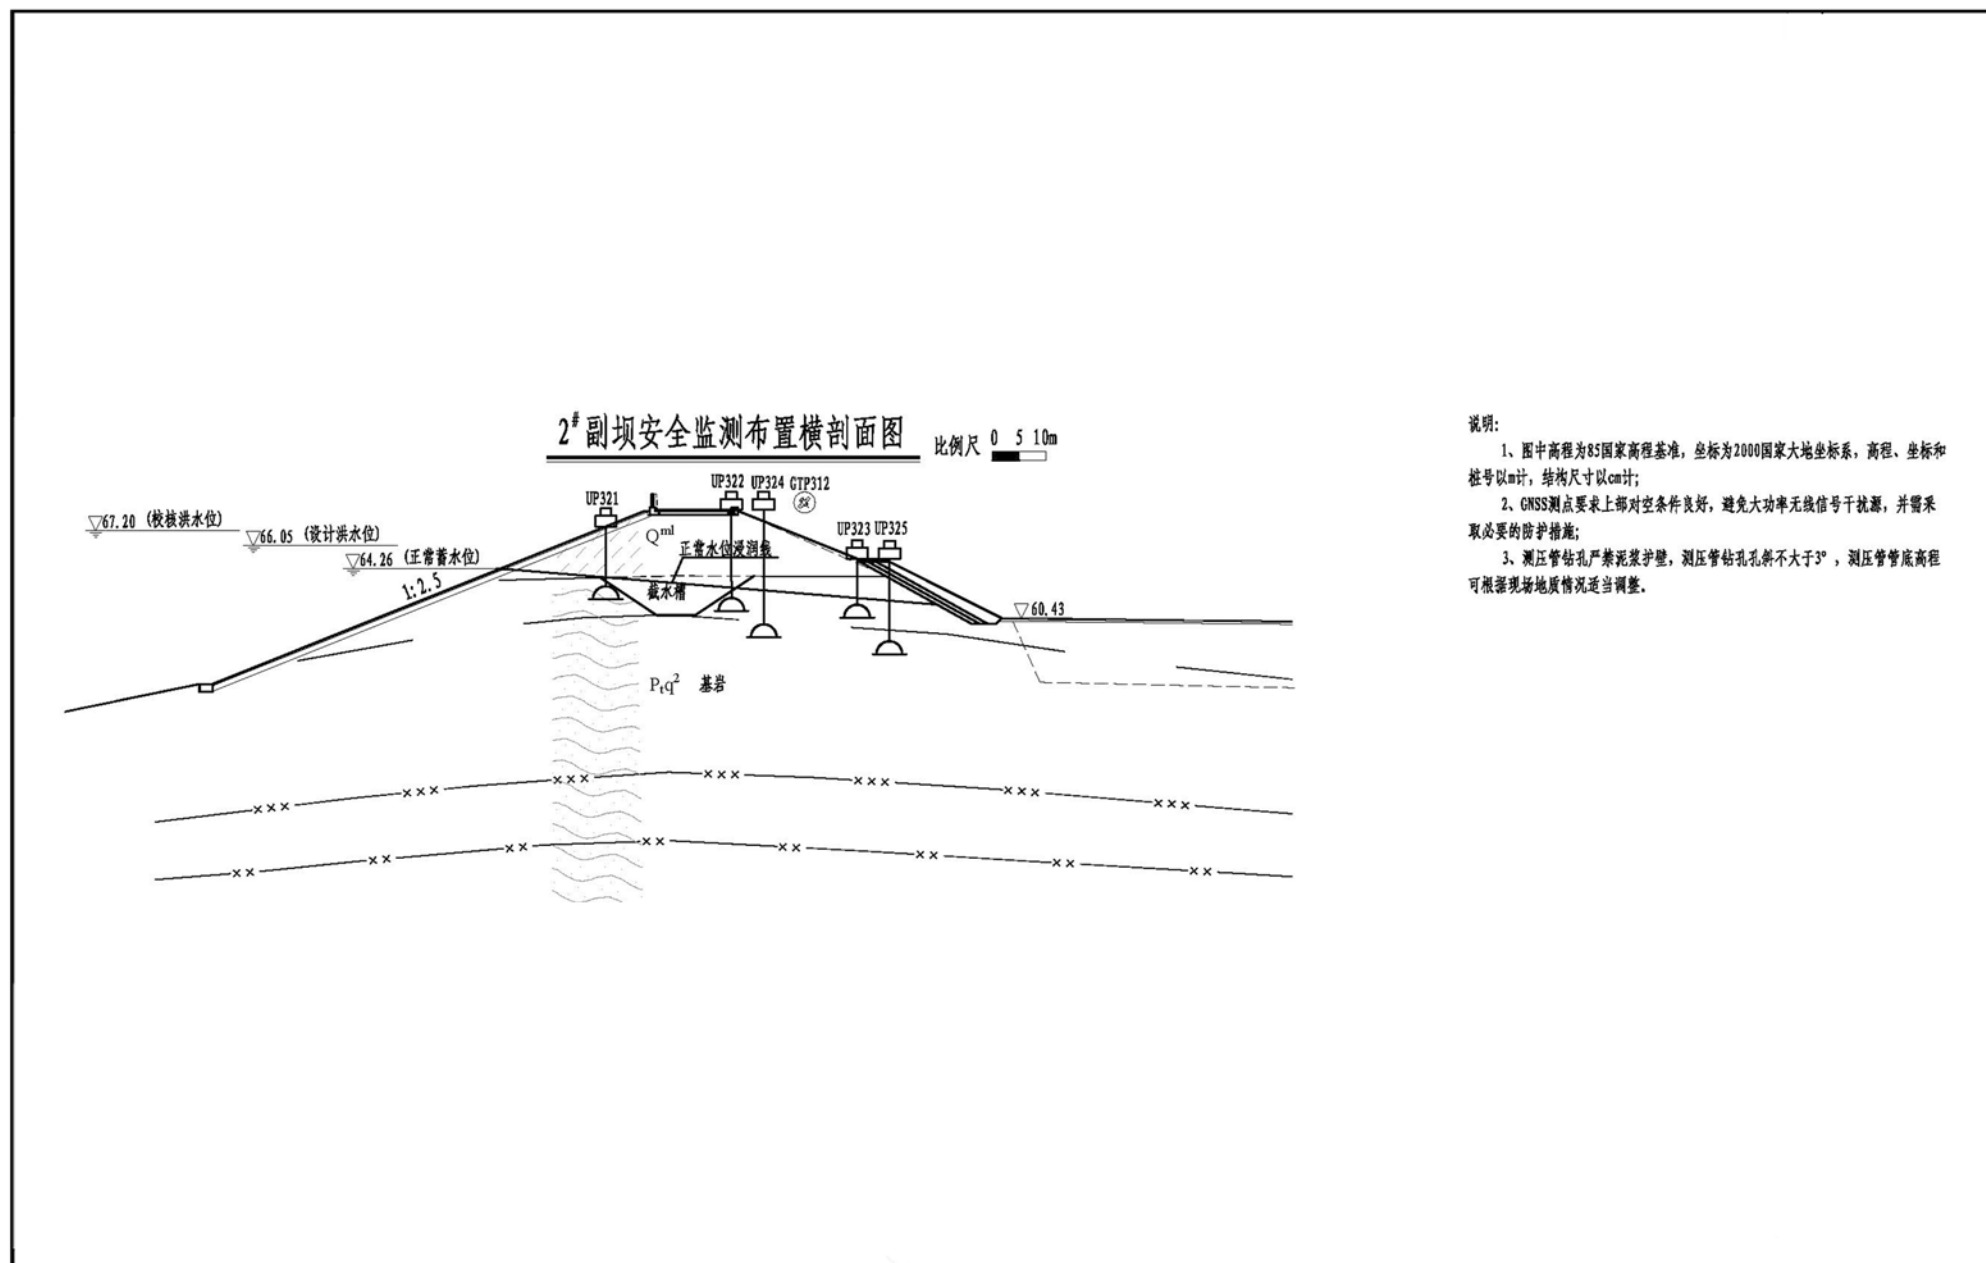 2#副坝安全监测布置横剖面图
比例尺 0 5 10m
UP321
UP322 UP324 GTP312
UP323 UP325
67.20 (校核洪水位)
66.05 (设计洪水位)
64.26 (正常蓄水位)
1:2.5
Qml
正常水位浸润线
截水槽
60.43
Ptq2 基岩
说明:
1、图中高程为85国家高程基准，坐标为2000国家大地坐标系，高程、坐标和
桩号以m计，结构尺寸以cm计;
2、GNSS测点要求上部对空条件良好，避免大功率无线信号干扰源，并需采
取必要的防护措施;
3、测压管钻孔严禁泥浆护壁，测压管钻孔孔斜不大于3°，测压管管底高程
可根据现场地质情况适当调整。